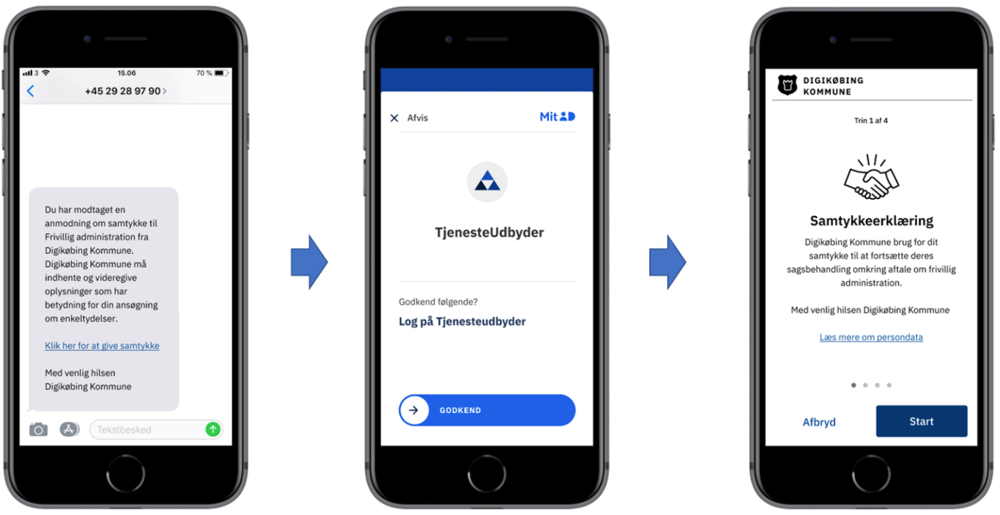 3 15.06 70 %
+45 29 28 97 90
Du har modtaget en
anmodning om samtykke til
Frivillig administration fra
Digikøbing Kommune.
Digikøbing Kommune må
indhente og videregive
oplysninger som har
betydning for din ansøgning
om enkeltydelser.
Klik her for at give samtykke
Med venlig hilsen
Digikøbing Kommune
Tekstbesked
Afvis
Mit
TjenesteUdbyder
Godkend følgende?
Log på Tjenesteudbyder
GODKEND
DIGIKØBING
KOMMUNE
Trin 1 af 4
Samtykkeerklæring
Digikøbing Kommune brug for dit
samtykke til at fortsætte deres
sagsbehandling omkring aftale om frivillig
administration.
Med venlig hilsen Digikøbing Kommune
Læs mere om persondata
Afbryd
Start